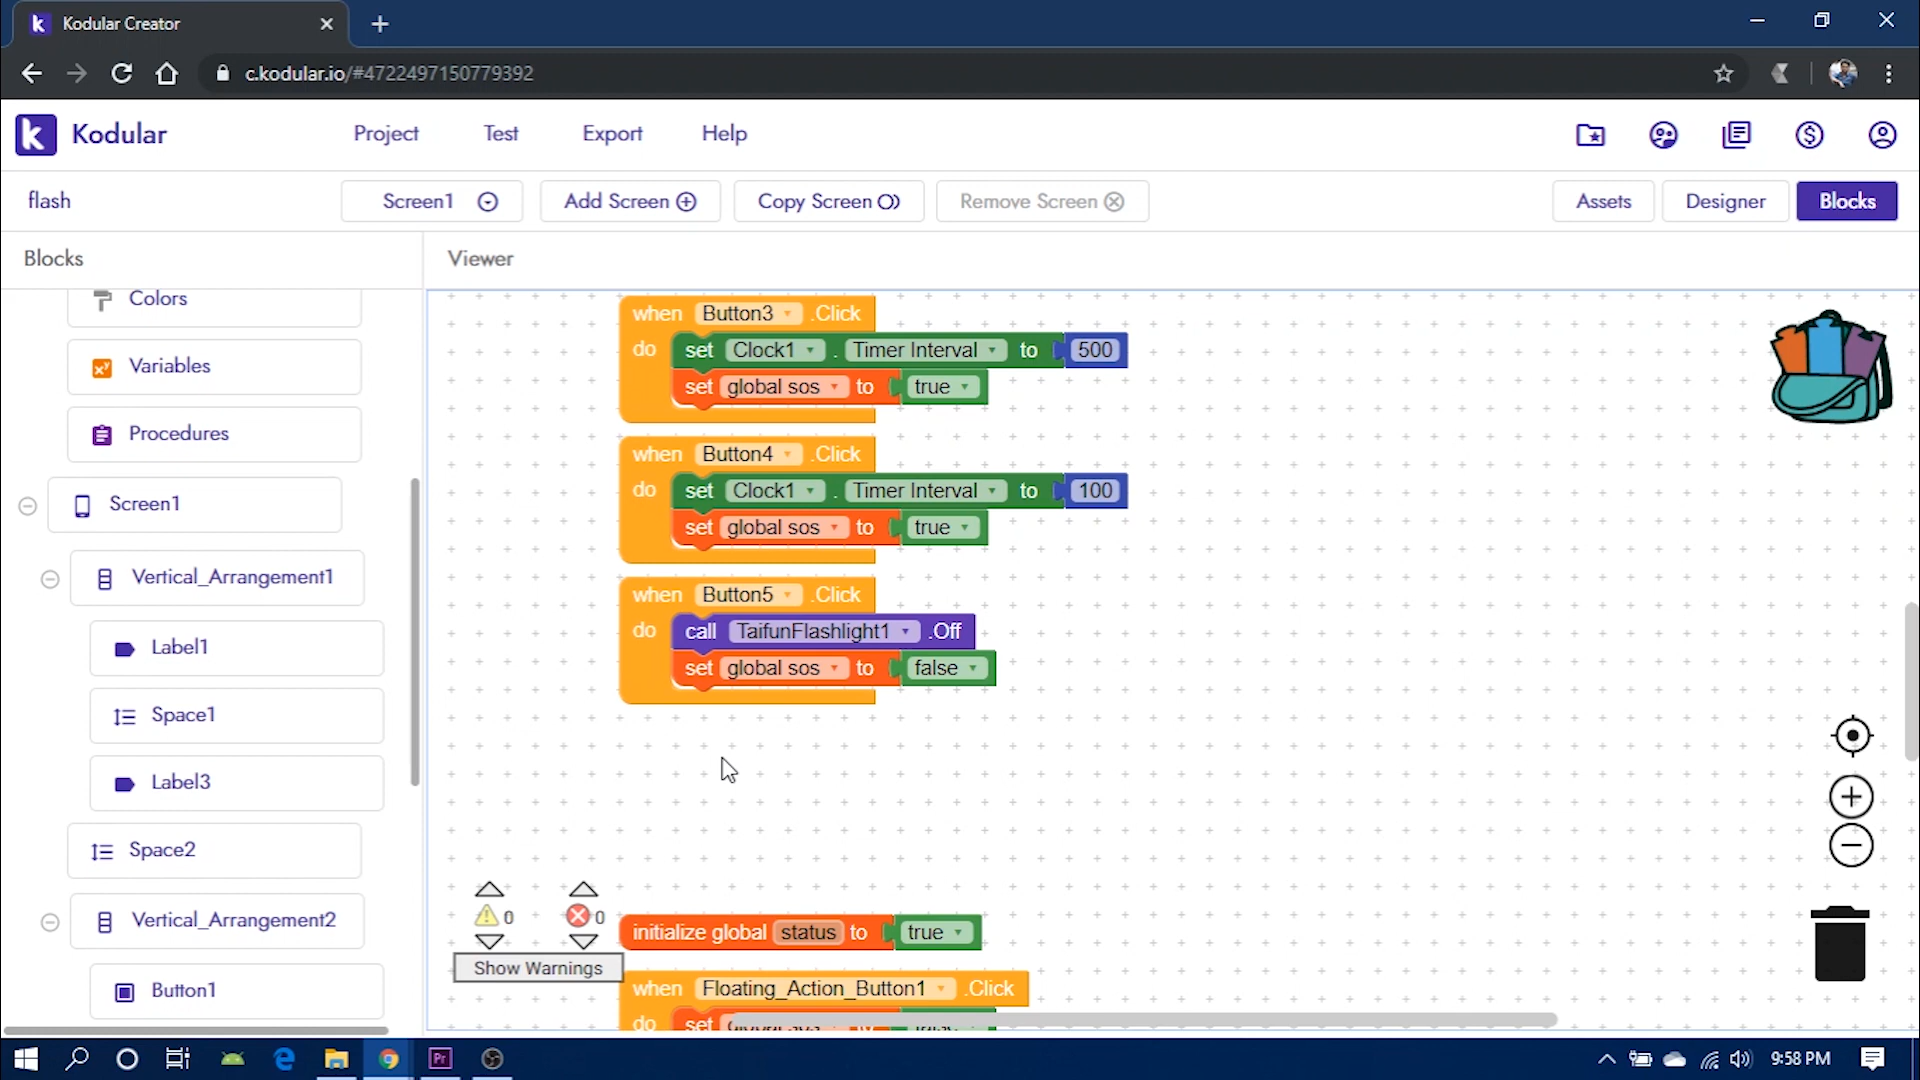 Kodular Creator
c.kodular.io/#4722497150779392
Kodular
Project
Test
Export
Help
flash
Screen1
Add Screen
Copy Screen
Remove Screen
Assets
Designer
Blocks
Blocks
Viewer
Colors
Variables
Procedures
Screen1
Vertical_Arrangement1
Label1
Space1
Label3
Space2
Vertical_Arrangement2
Button1
when Button3 .Click
do set Clock1 . Timer Interval to 500
set global sos to true
when Button4 .Click
do set Clock1 . Timer Interval to 100
set global sos to true
when Button5 .Click
do call TaifunFlashlight1 .Off
set global sos to false
0
0
Show Warnings
initialize global status to true
when Floating_Action_Button1 .Click
do set
Pr
9:58 PM